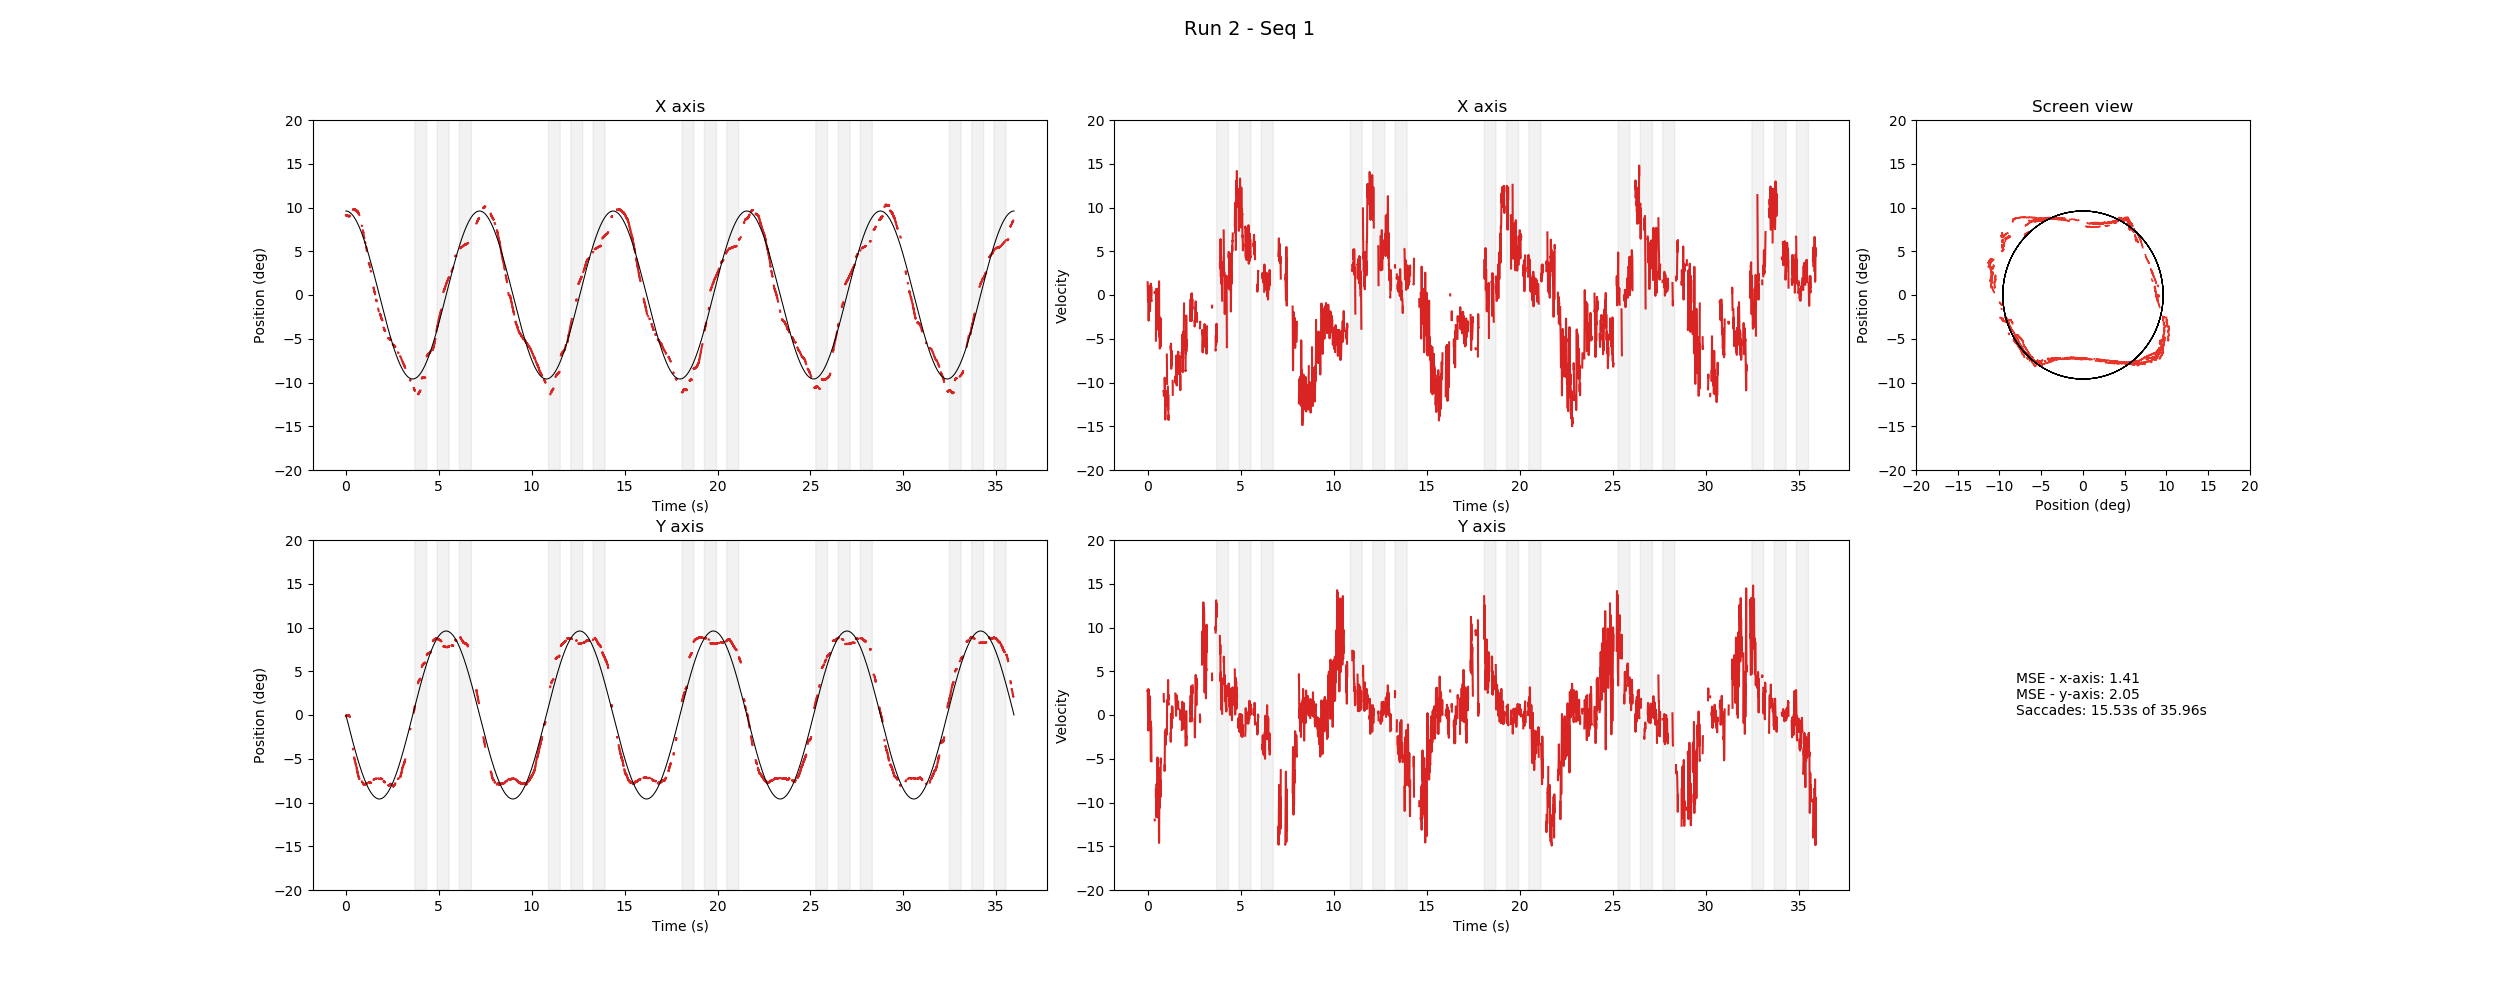 Run 2 - Seq 1
X axis
20
15
10
5
0
−5
−10
−15
−20
Position (deg)
0 5 10 15 20 25 30 35
Time (s)
X axis
20
15
10
5
0
−5
−10
−15
−20
Velocity
0 5 10 15 20 25 30 35
Time (s)
Screen view
20
15
10
5
0
−5
−10
−15
−20
Position (deg)
−20 −15 −10 −5 0 5 10 15 20
Position (deg)
Y axis
20
15
10
5
0
−5
−10
−15
−20
Position (deg)
0 5 10 15 20 25 30 35
Time (s)
Y axis
20
15
10
5
0
−5
−10
−15
−20
Velocity
0 5 10 15 20 25 30 35
Time (s)
MSE - x-axis: 1.41
MSE - y-axis: 2.05
Saccades: 15.53s of 35.96s